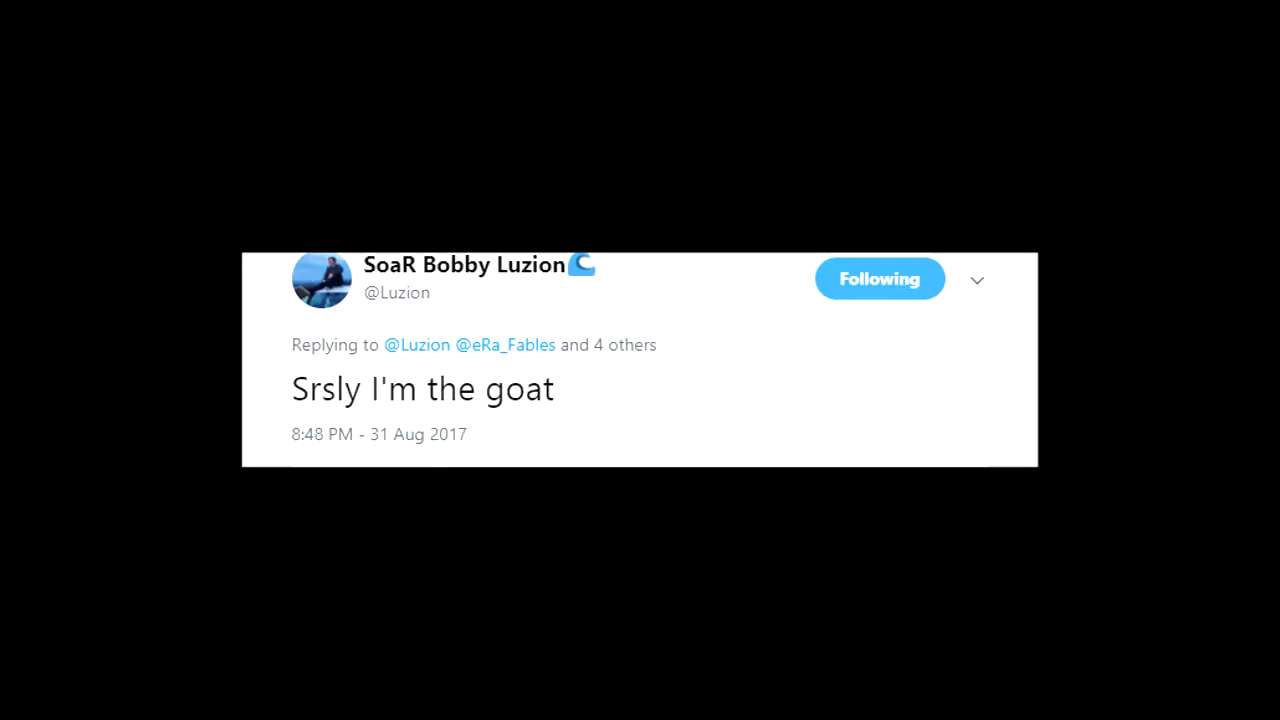 SoaR Bobby Luzion🌊
@Luzion
Following
Replying to @Luzion @eRa_Fables and 4 others
Srsly I'm the goat
8:48 PM - 31 Aug 2017